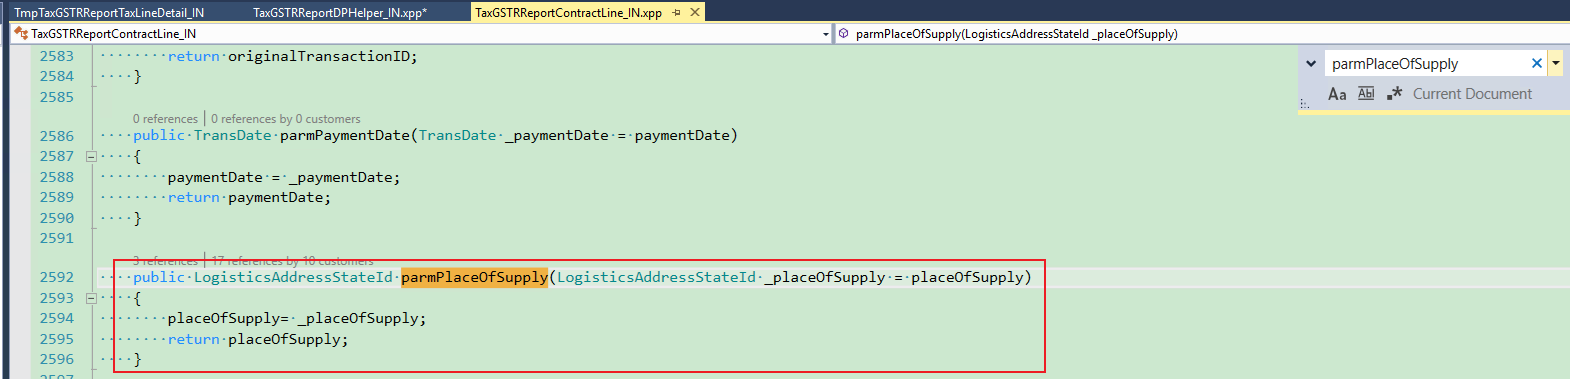 TmpTaxGSTRReportTaxLineDetail_IN TaxGSTRReportDPHelper_IN.xpp* TaxGSTRReportContractLine_IN.xpp
TaxGSTRReportContractLine_IN parmPlaceOfSupply(LogisticsAddressStateId _placeOfSupply)
parmPlaceOfSupply
Aa Abl .* Current Document
2583 return originalTransactionID;
2584 }
2585
0 references | 0 references by 0 customers
2586 public TransDate parmPaymentDate(TransDate _paymentDate = paymentDate)
2587 {
2588 paymentDate = _paymentDate;
2589 return paymentDate;
2590 }
2591
3 references | 17 references by 10 customers
2592 public LogisticsAddressStateId parmPlaceOfSupply(LogisticsAddressStateId _placeOfSupply = placeOfSupply)
2593 {
2594 placeOfSupply= _placeOfSupply;
2595 return placeOfSupply;
2596 }
2597